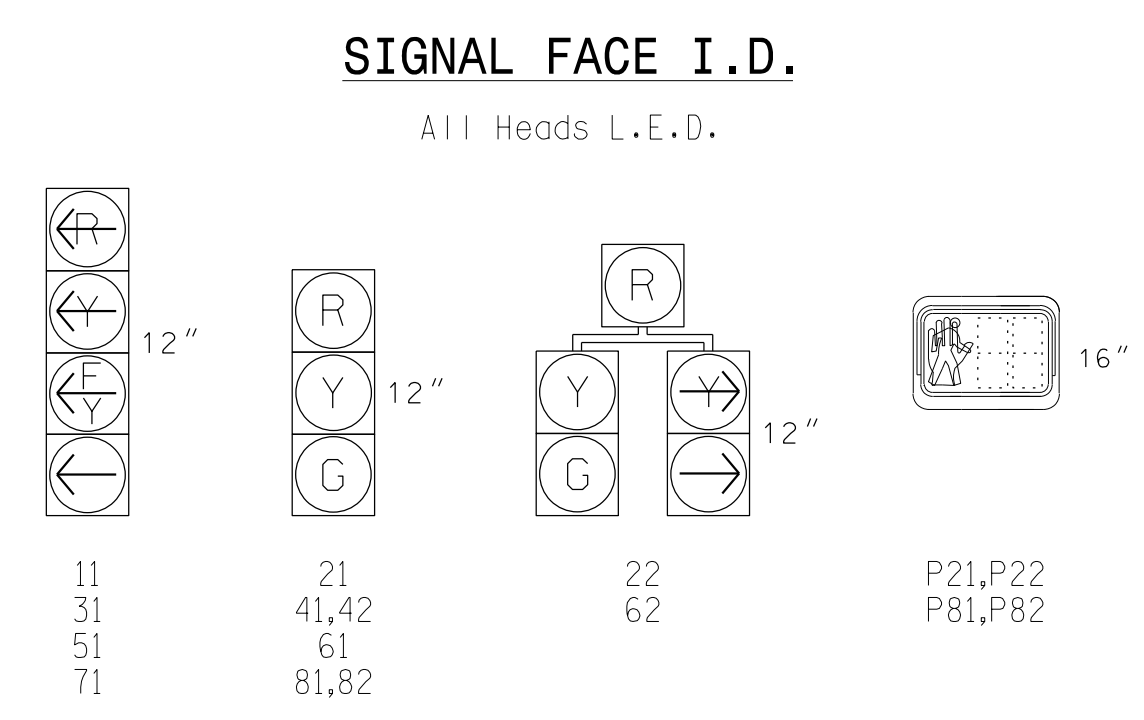 SIGNAL FACE I.D.
All Heads L.E.D.
R
Y
F
Y
12"
R
Y
G
12"
R
Y
G
Y
12"
16"
11
31
51
71
21
41,42
61
81,82
22
62
P21,P22
P81,P82